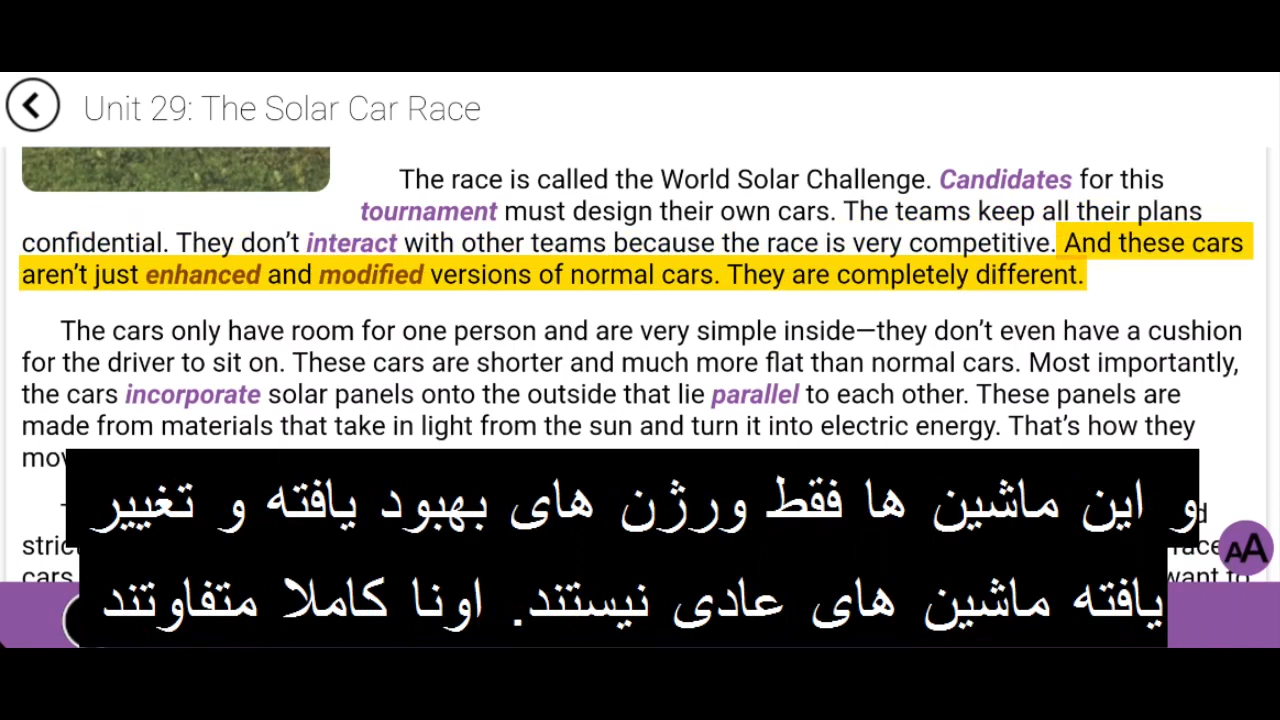 Unit 29: The Solar Car Race
The race is called the World Solar Challenge. Candidates for this
tournament must design their own cars. The teams keep all their plans
confidential. They don’t interact with other teams because the race is very competitive. And these cars
aren’t just enhanced and modified versions of normal cars. They are completely different.
The cars only have room for one person and are very simple inside—they don’t even have a cushion
for the driver to sit on. These cars are shorter and much more flat than normal cars. Most importantly,
the cars incorporate solar panels onto the outside that lie parallel to each other. These panels are
made from materials that take in light from the sun and turn it into electric energy. That’s how they
و این ماشین ها فقط ورژن های بهبود یافته و تغییر
یافته ماشین های عادی نیستند. اونا کاملا متفاوتند
cars
want to
AA